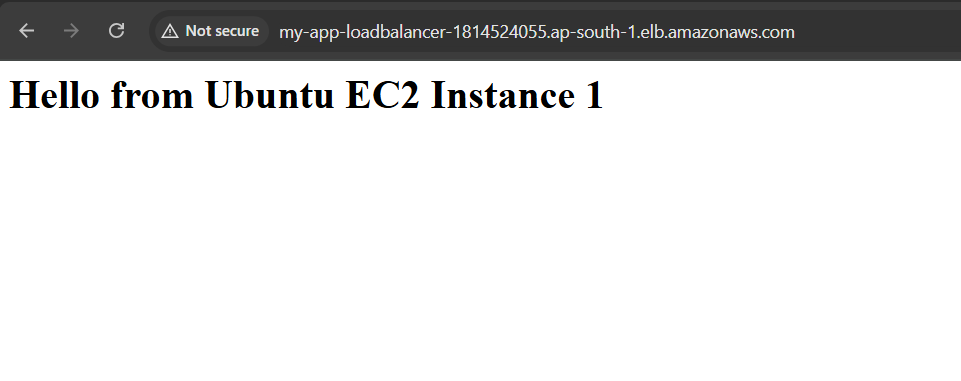 Not secure my-app-loadbalancer-1814524055.ap-south-1.elb.amazonaws.com
Hello from Ubuntu EC2 Instance 1